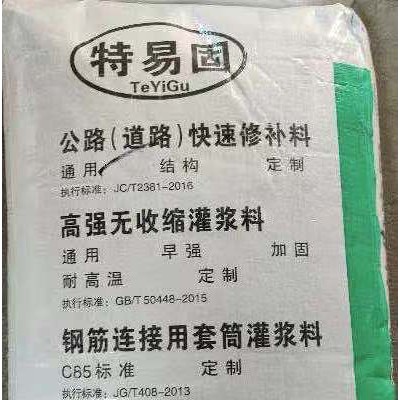 特易固
TeYiGu
公路(道路)快速修补料
通用 结构 定制
执行标准: JC/T2381-2016
高强无收缩灌浆料
通用 早强 加固
耐高温 定制
执行标准: GB/T50448-2015
钢筋连接用套筒灌浆料
C85标准 定制
执行标准: JG/T408-2013